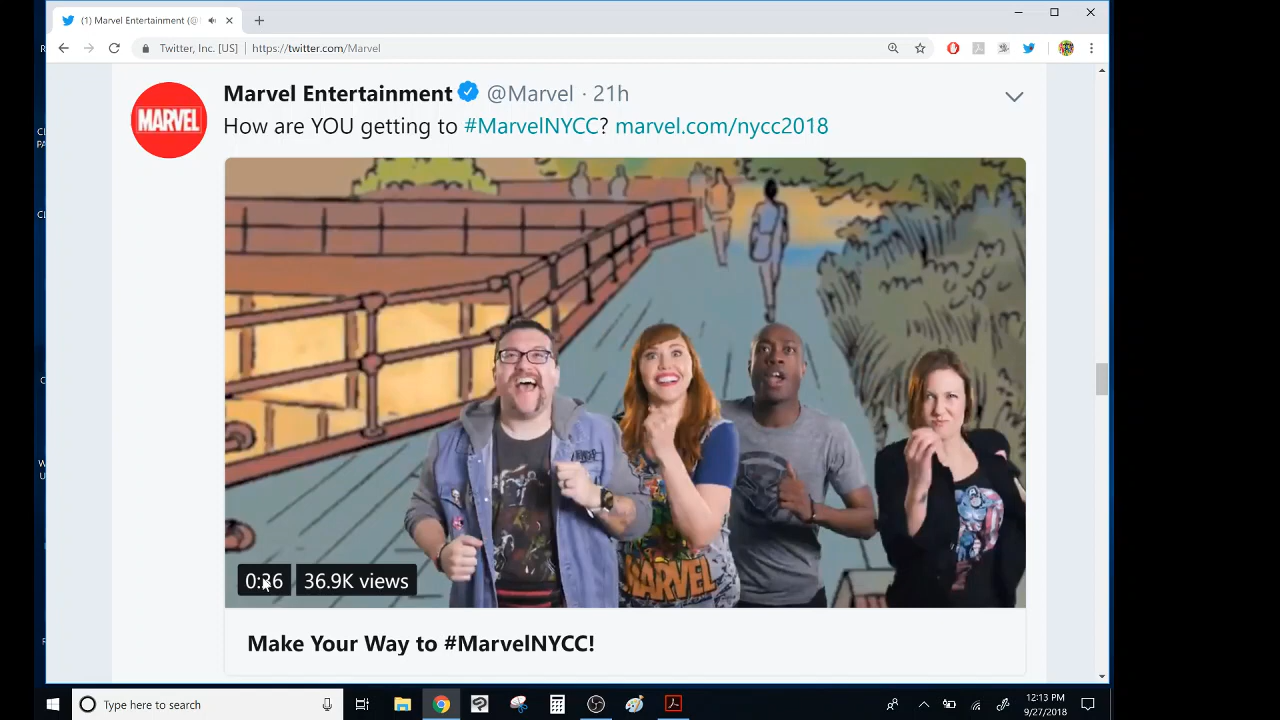 (1) Marvel Entertainment (@
Twitter, Inc. [US] | https://twitter.com/Marvel
Marvel Entertainment @Marvel · 21h
MARVEL
How are YOU getting to #MarvelNYCC? marvel.com/nycc2018
MARVEL
0:36 36.9K views
Make Your Way to #MarvelNYCC!
Type here to search
12:13 PM
9/27/2018